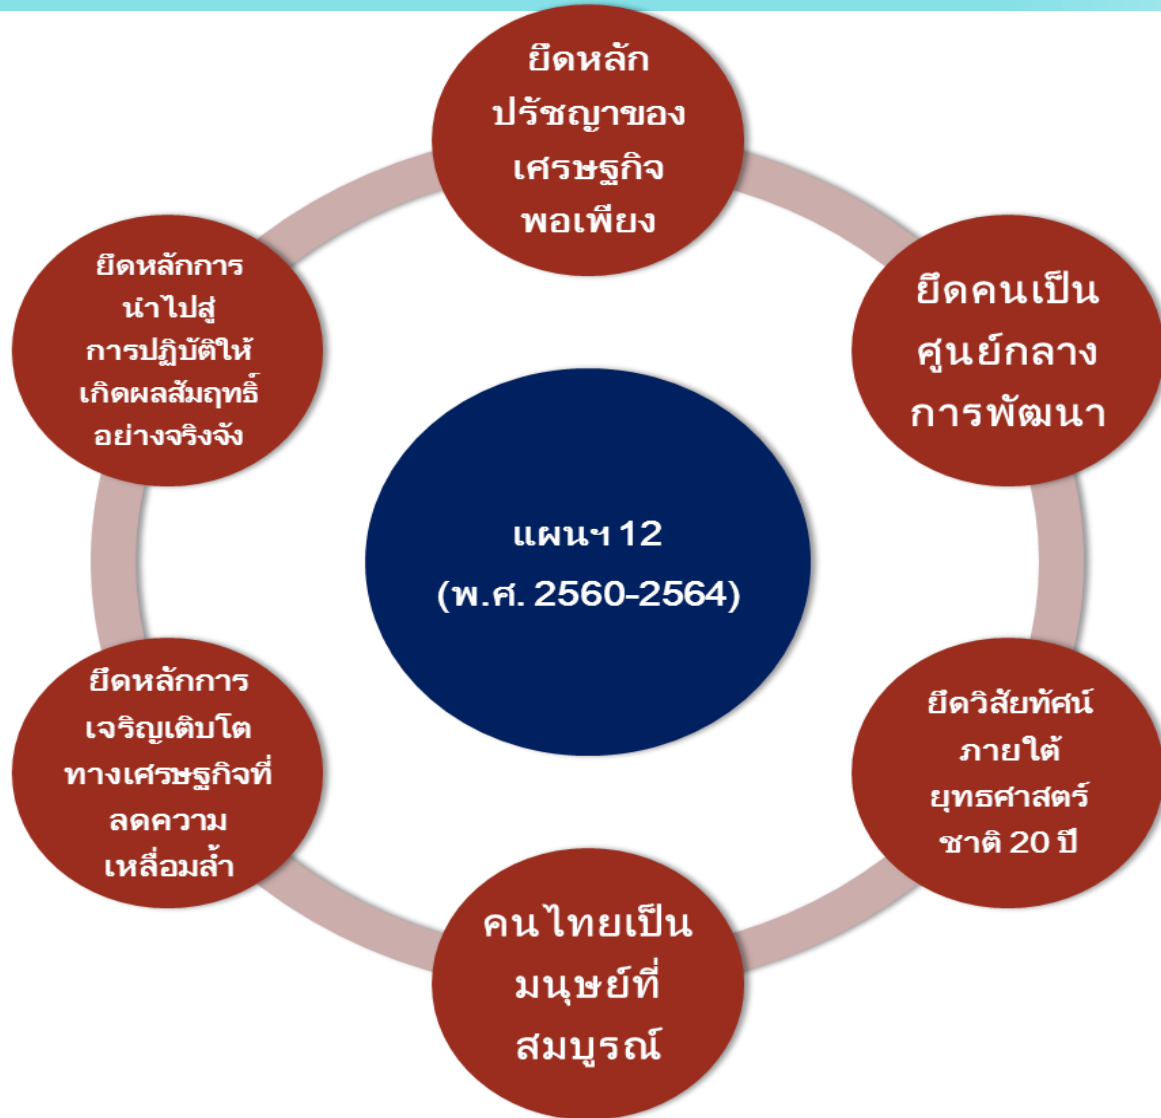 ยึดหลัก
ปรัชญาของ
เศรษฐกิจ
พอเพียง
ยึดคนเป็น
ศูนย์กลาง
การพัฒนา
ยึดวิสัยทัศน์
ภายใต้
ยุทธศาสตร์
ชาติ 20 ปี
คนไทยเป็น
มนุษย์ที่
สมบูรณ์
ยึดหลักการ
เจริญเติบโต
ทางเศรษฐกิจที่
ลดความ
เหลื่อมล้ำ
ยึดหลักการ
นำไปสู่
การปฏิบัติให้
เกิดผลสัมฤทธิ์
อย่างจริงจัง
แผนฯ 12
(พ.ศ. 2560-2564)